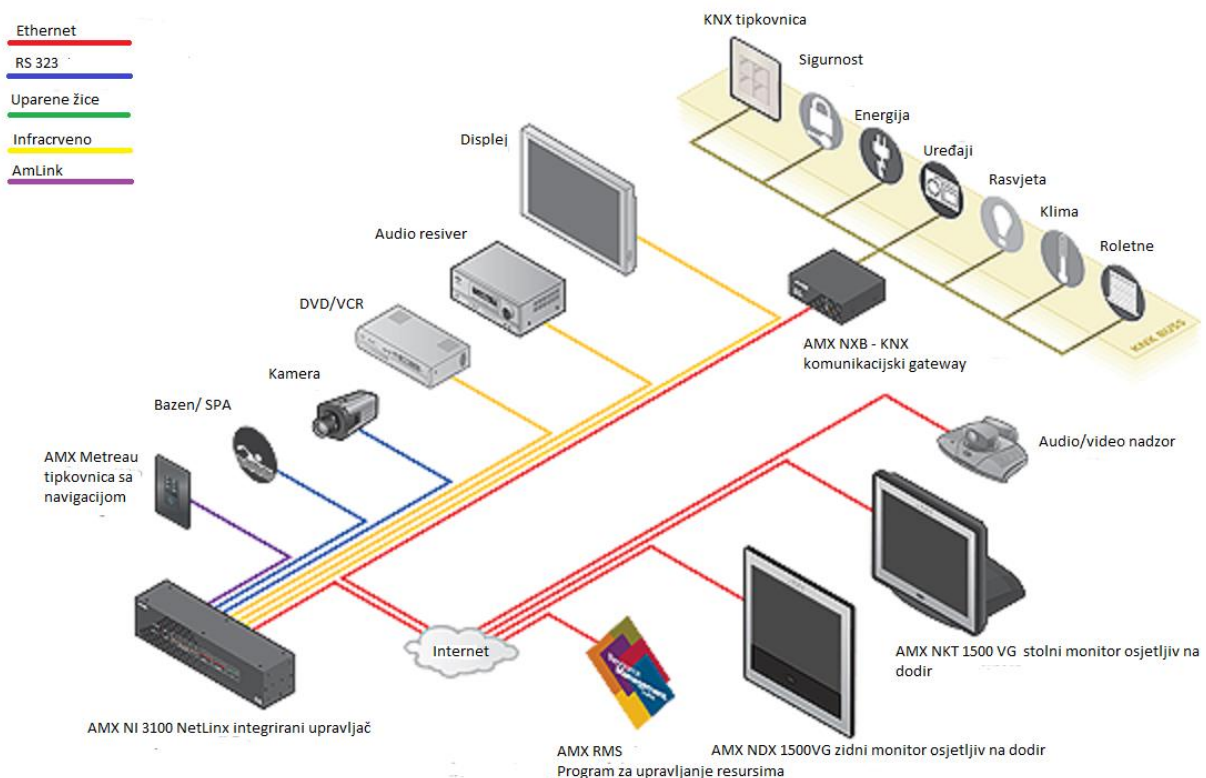 Ethernet
RS 323
Uparene žice
Infracrveno
AmLink
KNX tipkovnica
Sigurnost
Energija
Uređaji
Rasvjeta
Klima
Roletne
KNX BUSS
Displej
Audio resiver
DVD/VCR
Kamera
Bazen/ SPA
AMX Metreau
tipkovnica sa
navigacijom
AMX NXB - KNX
komunikacijski gateway
Audio/video nadzor
Internet
AMX NKT 1500 VG stolni monitor osjetljiv na
dodir
AMX NI 3100 NetLinx integrirani upravljač
Management
AMX RMS
Program za upravljanje resursima
AMX NDX 1500VG zidni monitor osjetljiv na dodir